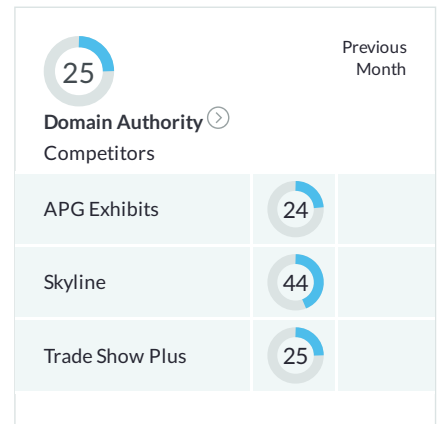 25
Previous
Month
Domain Authority
Competitors
APG Exhibits 24
Skyline 44
Trade Show Plus 25